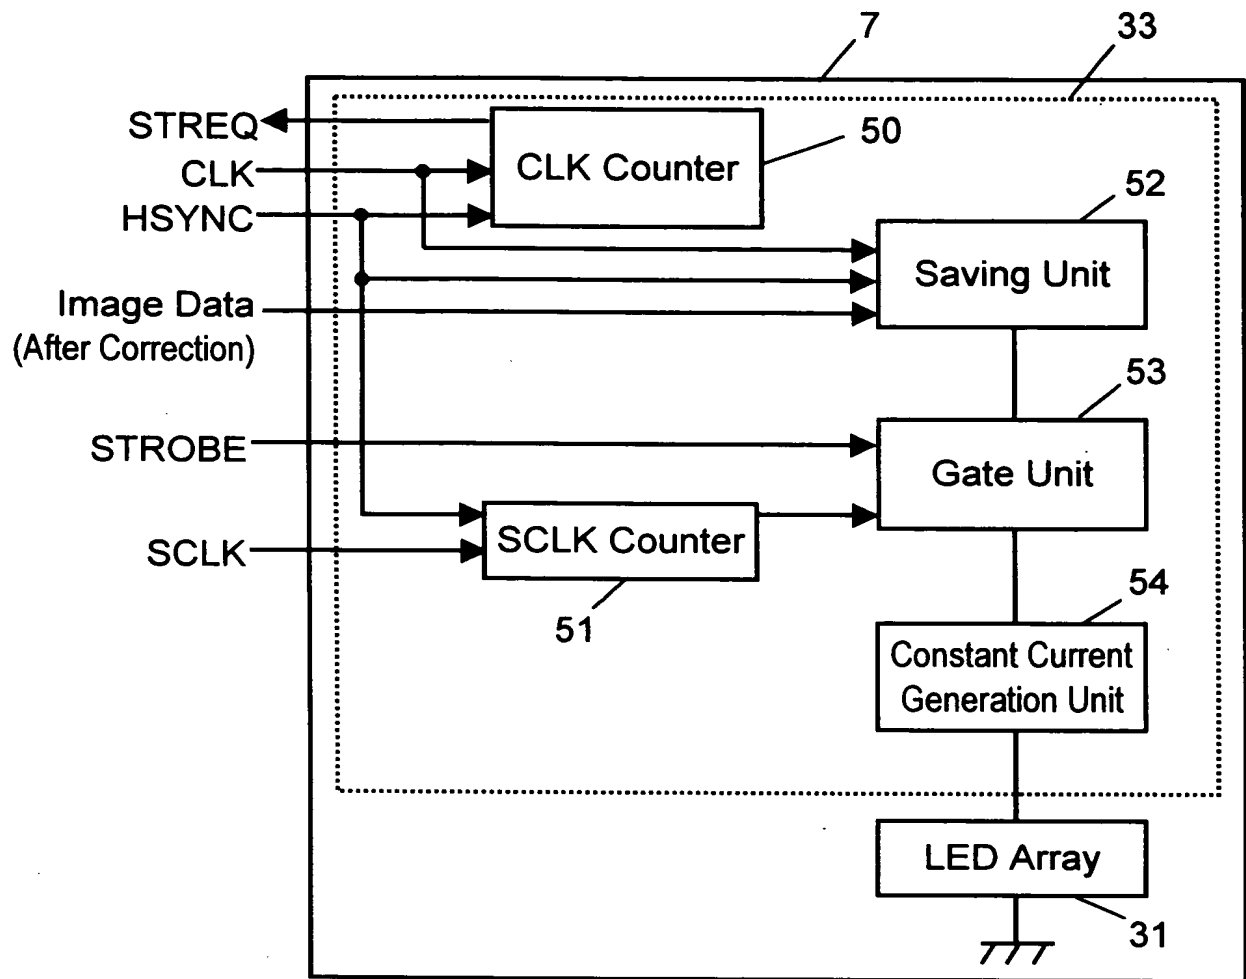 7
33
STREQ
CLK
HSYNC
CLK Counter
50
52
Saving Unit
Image Data
(After Correction)
53
STROBE
Gate Unit
SCLK
SCLK Counter
51
54
Constant Current
Generation Unit
LED Array
31